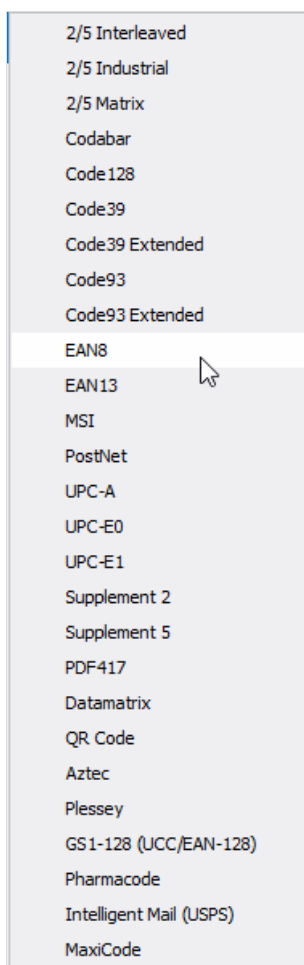 2/5 Interleaved
2/5 Industrial
2/5 Matrix
Codabar
Code128
Code39
Code39 Extended
Code93
Code93 Extended
EAN8
EAN13
MSI
PostNet
UPC-A
UPC-E0
UPC-E1
Supplement 2
Supplement 5
PDF417
Datamatrix
QR Code
Aztec
Plessey
GS1-128 (UCC/EAN-128)
Pharmacode
Intelligent Mail (USPS)
MaxiCode